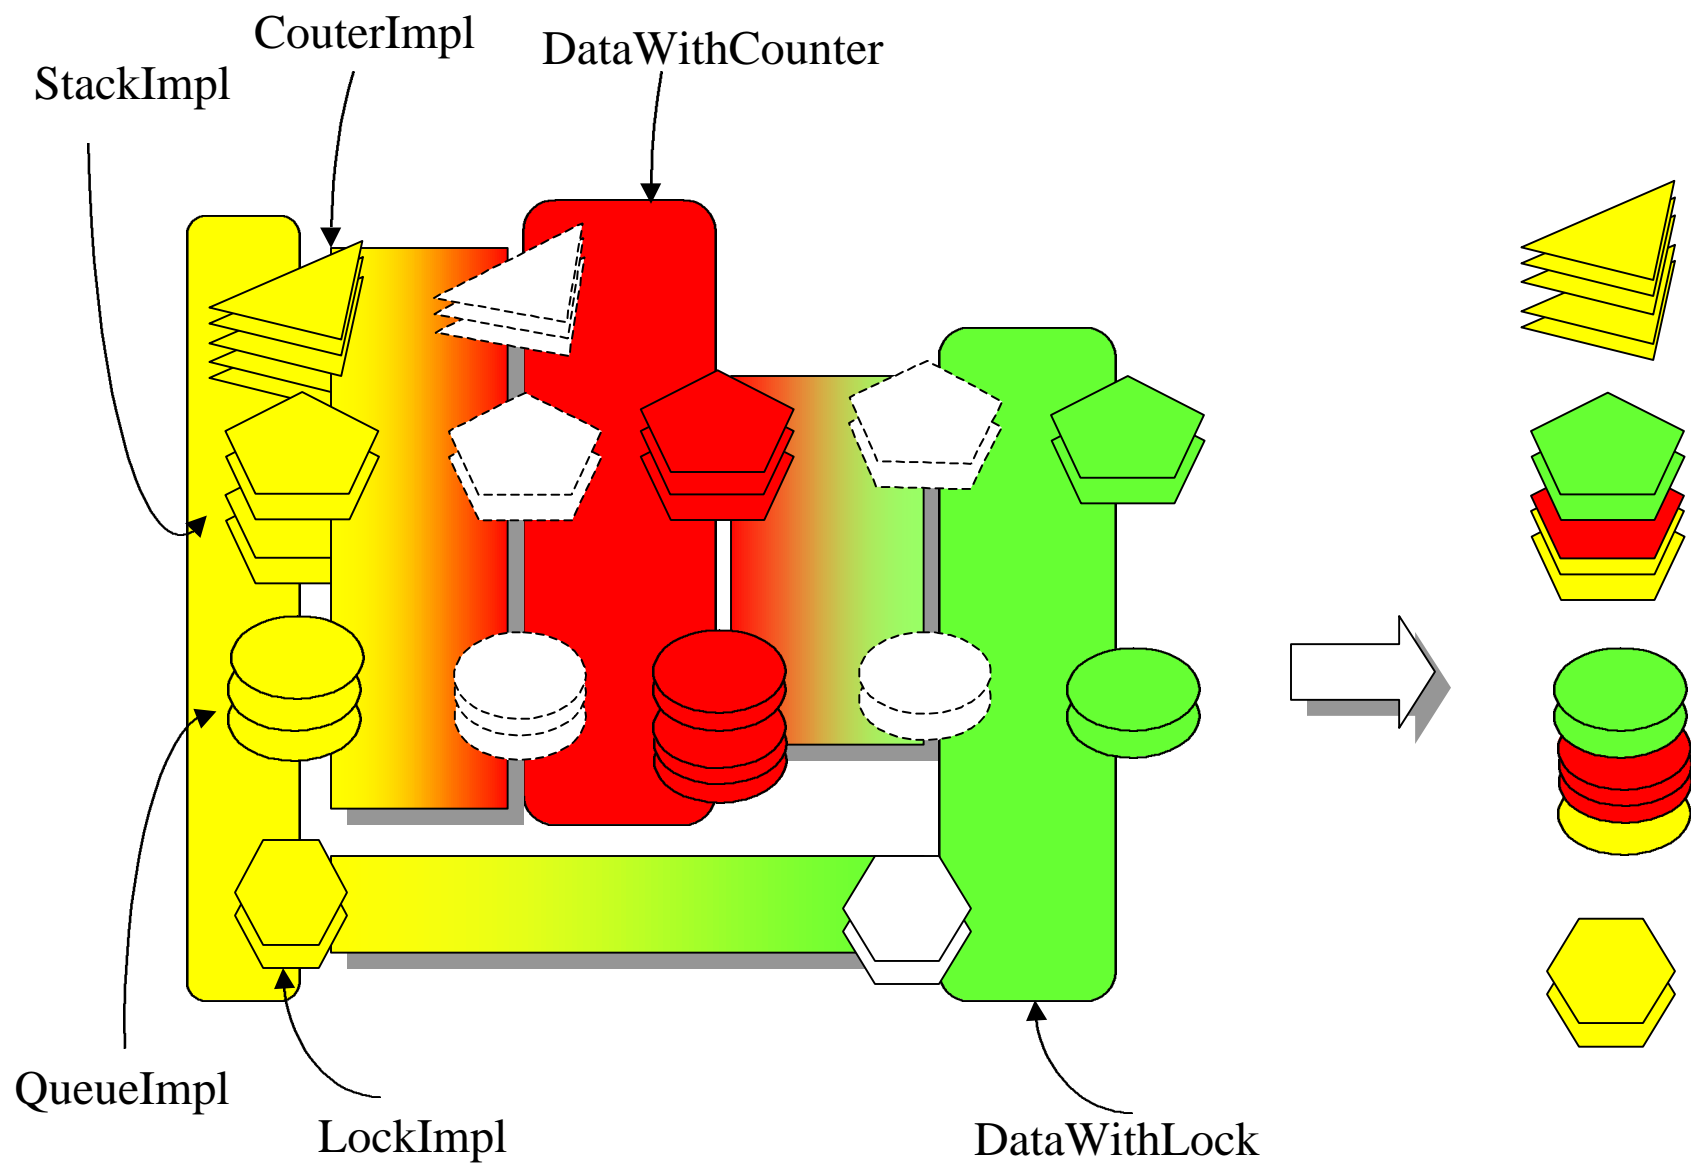 CouterImpl
DataWithCounter
StackImpl
QueueImpl
LockImpl
DataWithLock